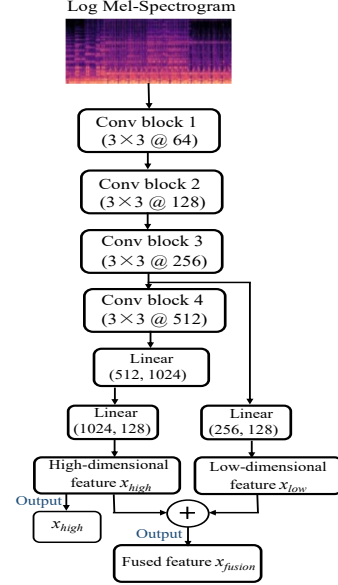 Log Mel-Spectrogram
Conv block 1
(3×3 @ 64)
Conv block 2
(3×3 @ 128)
Conv block 3
(3×3 @ 256)
Conv block 4
(3×3 @ 512)
Linear
(512, 1024)
Linear
(1024, 128)
Linear
(256, 128)
High-dimensional
feature x_high
Low-dimensional
feature x_low
Output
x_high
+
Output
Fused feature x_fusion